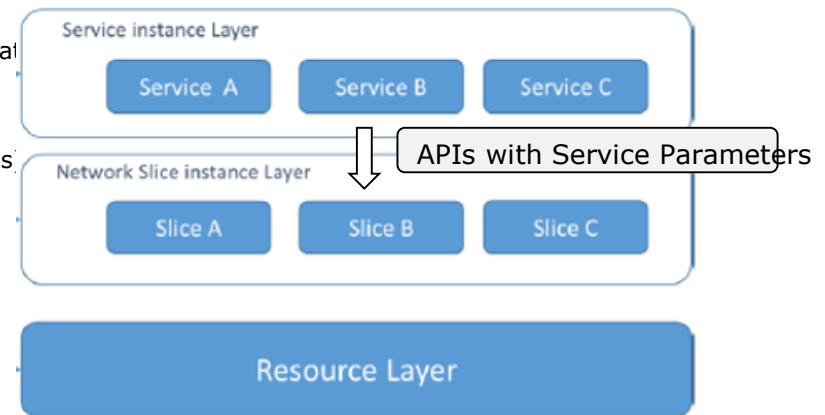 Service instance Layer
at
Service A
Service B
Service C
APIs with Service Parameters
s
Network Slice instance Layer
Slice A
Slice B
Slice C
Resource Layer